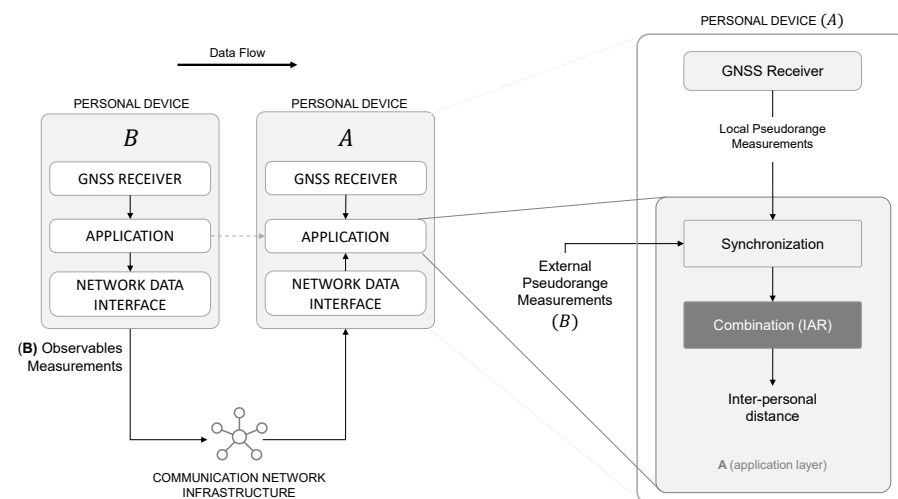 Data Flow
PERSONAL DEVICE
B
GNSS RECEIVER
APPLICATION
NETWORK DATA
INTERFACE
(B) Observables
Measurements
PERSONAL DEVICE
A
GNSS RECEIVER
APPLICATION
NETWORK DATA
INTERFACE
COMMUNICATION NETWORK
INFRASTRUCTURE
PERSONAL DEVICE (A)
GNSS Receiver
Local Pseudorange
Measurements
Synchronization
External
Pseudorange
Measurements
(B)
Combination (IAR)
Inter-personal
distance
A (application layer)